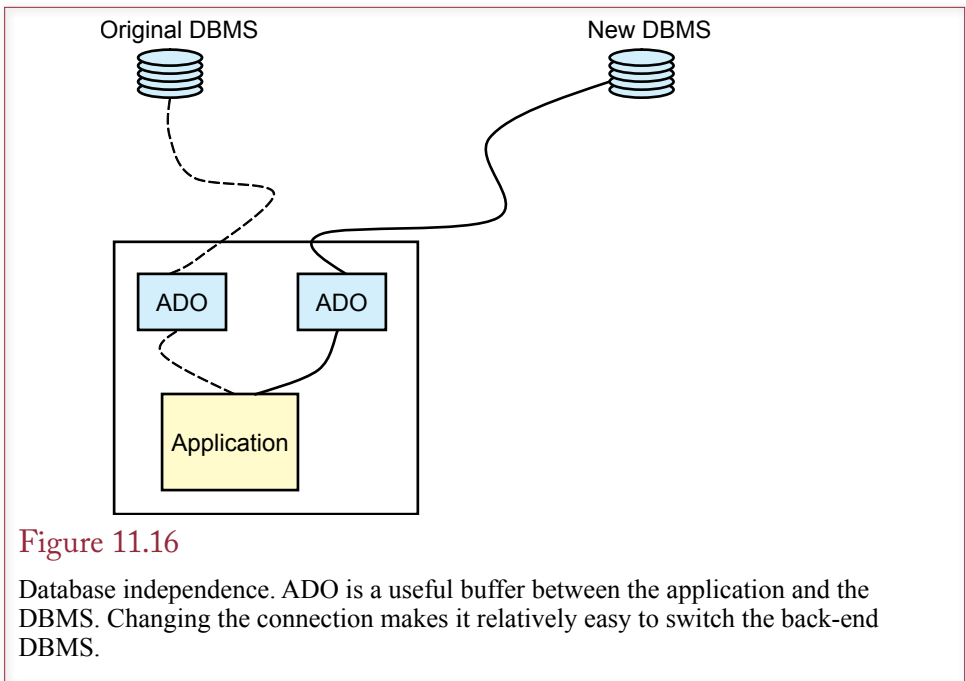 Original DBMS
New DBMS
ADO
ADO
Application
Figure 11.16
Database independence. ADO is a useful buffer between the application and the
DBMS. Changing the connection makes it relatively easy to switch the back-end
DBMS.